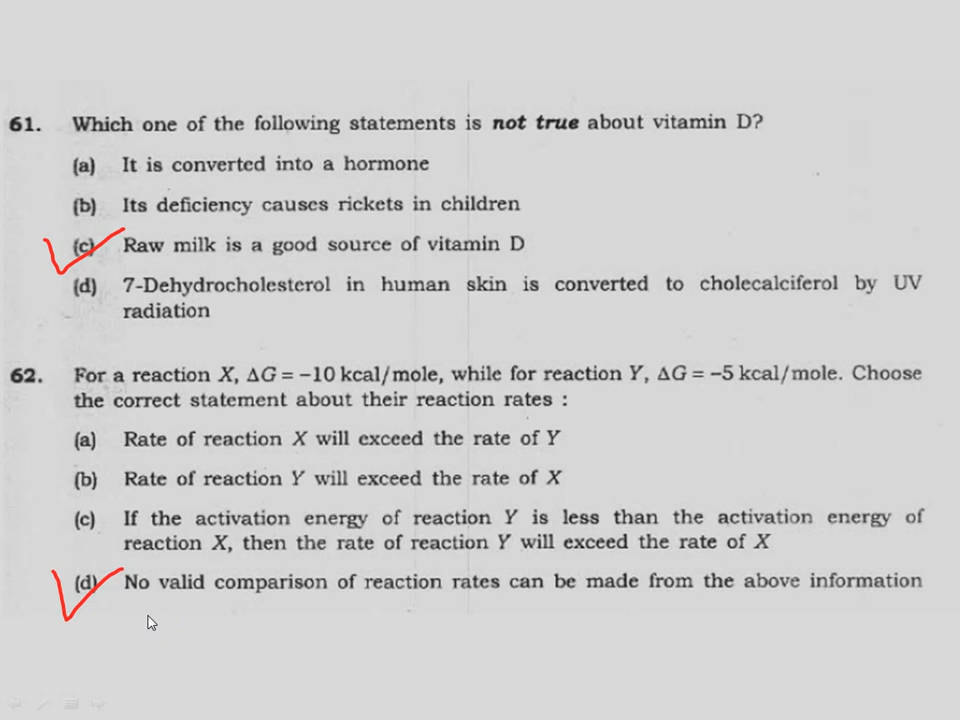 61. Which one of the following statements is not true about vitamin D?
(a) It is converted into a hormone
(b) Its deficiency causes rickets in children
(c) Raw milk is a good source of vitamin D
(d) 7-Dehydrocholesterol in human skin is converted to cholecalciferol by UV
radiation
62. For a reaction X, ΔG = −10 kcal/mole, while for reaction Y, ΔG = −5 kcal/mole. Choose
the correct statement about their reaction rates :
(a) Rate of reaction X will exceed the rate of Y
(b) Rate of reaction Y will exceed the rate of X
(c) If the activation energy of reaction Y is less than the activation energy of
reaction X, then the rate of reaction Y will exceed the rate of X
(d) No valid comparison of reaction rates can be made from the above information